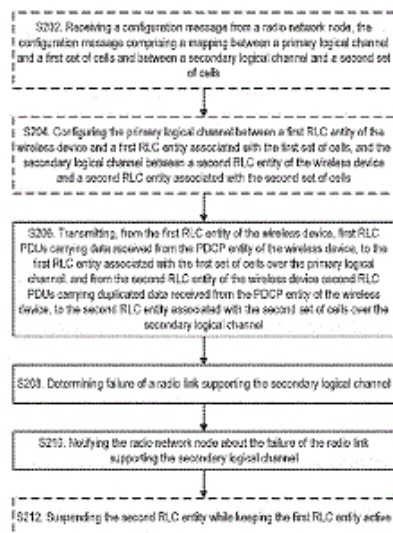 S202. Receiving a configuration message from a radio network node, the
configuration message comprising a mapping between a primary logical channel
and a first set of cells and between a secondary logical channel and a second set
of cells
S204. Configuring the primary logical channel between a first RLC entity of the
wireless device and a first RLC entity associated with the first set of cells, and the
secondary logical channel between a second RLC entity of the wireless device
and a second RLC entity associated with the second set of cells
S206. Transmitting, from the first RLC entity of the wireless device, first RLC
PDUs carrying data received from the PDCP entity of the wireless device, to the
first RLC entity associated with the first set of cells over the primary logical
channel, and from the second RLC entity of the wireless device second RLC
PDUs carrying duplicated data received from the PDCP entity of the wireless
device, to the second RLC entity associated with the second set of cells over the
secondary logical channel
S208. Determining failure of a radio link supporting the secondary logical channel
S210. Notifying the radio network node about the failure of the radio link
supporting the secondary logical channel
S212. Suspending the second RLC entity while keeping the first RLC entity active